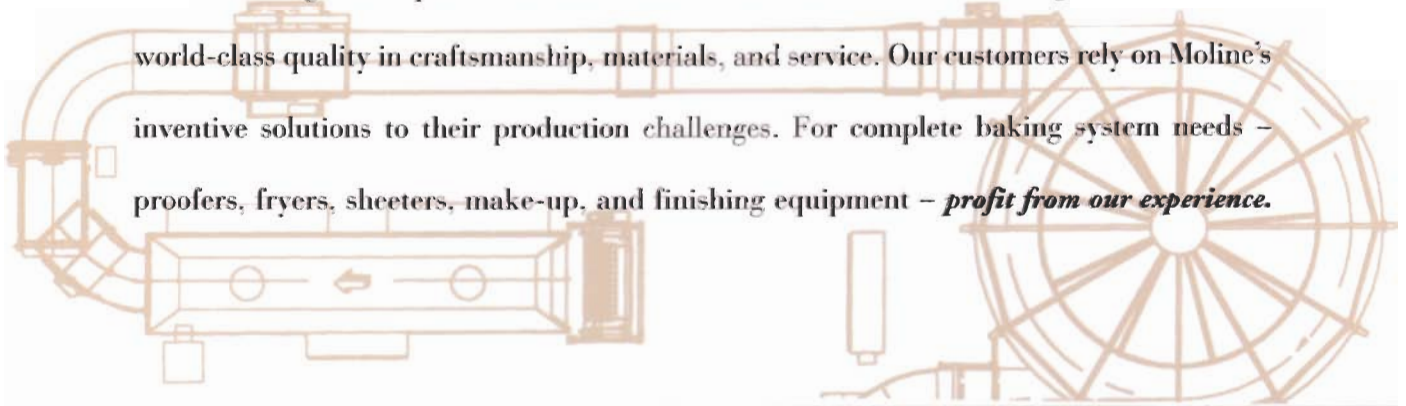 world-class quality in craftsmanship, materials, and service. Our customers rely on Moline's
inventive solutions to their production challenges. For complete baking system needs –
proofers, fryers, sheeters, make-up, and finishing equipment – profit from our experience.